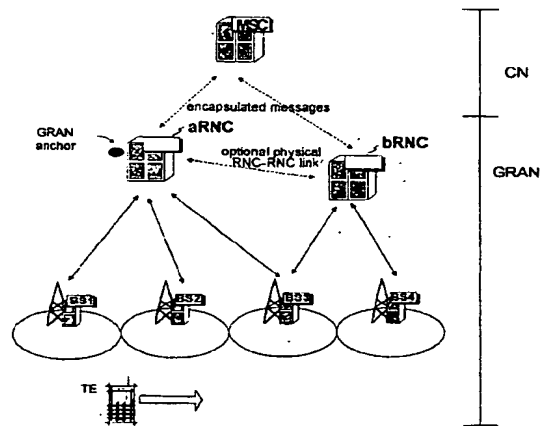 MSC
CN
encapsulated messages
aRNC
GRAN
anchor
optional physical
RNC-RNC link
bRNC
GRAN
BS1
BS2
BS3
BS4
TE